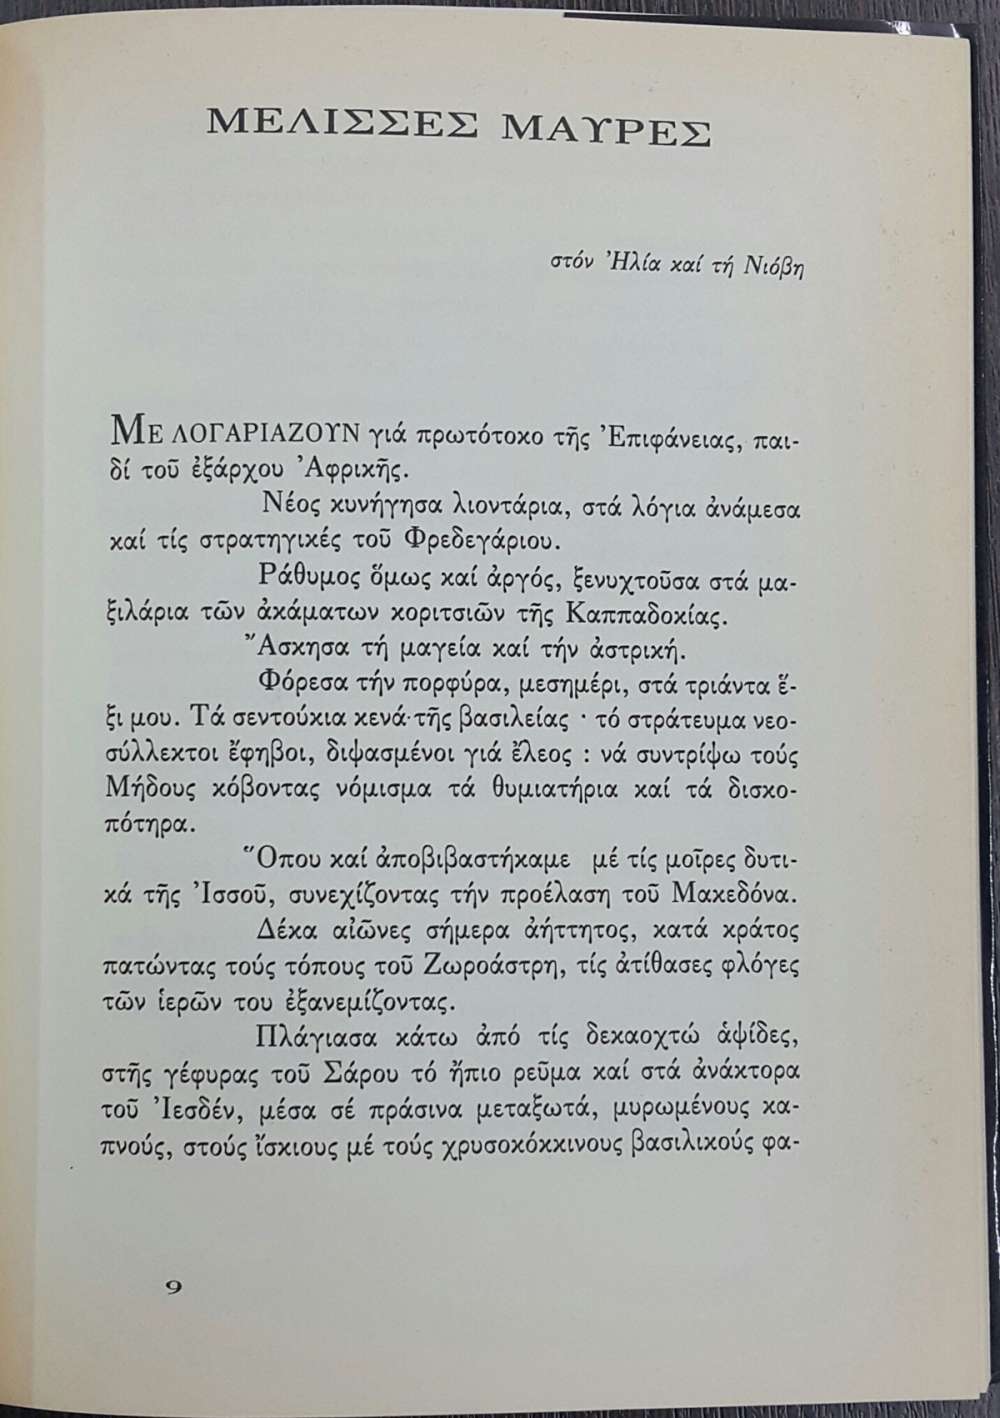 ΜΕΛΙΣΣΕΣ ΜΑΥΡΕΣ
στόν Ἠλία καί τή Νιόβη
ΜΕ ΛΟΓΑΡΙΑΖΟΥΝ γιά πρωτότοκο τῆς Ἐπιφάνειας, παι-
δί τοῦ ἐξάρχου Ἀφρικῆς.
Νέος κυνήγησα λιοντάρια, στά λόγια ἀνάμεσα
καί τίς στρατηγικές τοῦ Φρεδεγάριου.
Ράθυμος ὅμως καί ἀργός, ξενυχτοῦσα στά μα-
ξιλάρια τῶν ἀκάματων κοριτσιῶν τῆς Καππαδοκίας.
Ἄσκησα τή μαγεία καί τήν ἀστρική.
Φόρεσα τήν πορφύρα, μεσημέρι, στά τριάντα ἕ-
ξι μου. Τά σεντούκια κενά τῆς βασιλείας · τό στράτευμα νεο-
σύλλεκτοι ἔφηβοι, διψασμένοι γιά ἔλεος : νά συντρίψω τούς
Μήδους κόβοντας νόμισμα τά θυμιατήρια καί τά δισκο-
πότηρα.
Ὅπου καί ἀποβιβαστήκαμε μέ τίς μοῖρες δυτι-
κά τῆς Ἰσσοῦ, συνεχίζοντας τήν προέλαση τοῦ Μακεδόνα.
Δέκα αἰῶνες σήμερα ἀήττητος, κατά κράτος
πατώντας τούς τόπους τοῦ Ζωροάστρη, τίς ἀτίθασες φλόγες
τῶν ἱερῶν του ἐξανεμίζοντας.
Πλάγιασα κάτω ἀπό τίς δεκαοχτώ ἁψίδες,
στῆς γέφυρας τοῦ Σάρου τό ἤπιο ρεῦμα καί στά ἀνάκτορα
τοῦ Ἰεσδέν, μέσα σέ πράσινα μεταξωτά, μυρωμένους κα-
πνούς, στούς ἴσκιους μέ τούς χρυσοκόκκινους βασιλικούς φα-
9